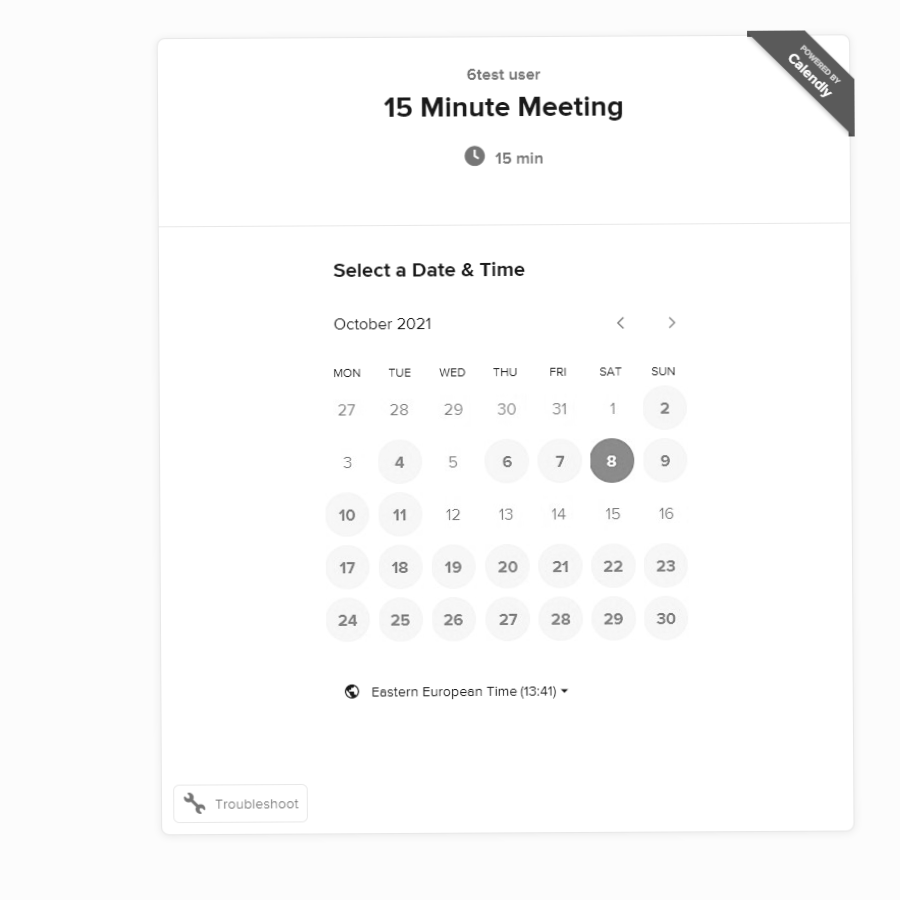 POWERED BY
Calendly
6test user
15 Minute Meeting
15 min
Select a Date & Time
October 2021
MON TUE WED THU FRI SAT SUN
27 28 29 30 31 1 2
3 4 5 6 7 8 9
10 11 12 13 14 15 16
17 18 19 20 21 22 23
24 25 26 27 28 29 30
Eastern European Time (13:41)
Troubleshoot